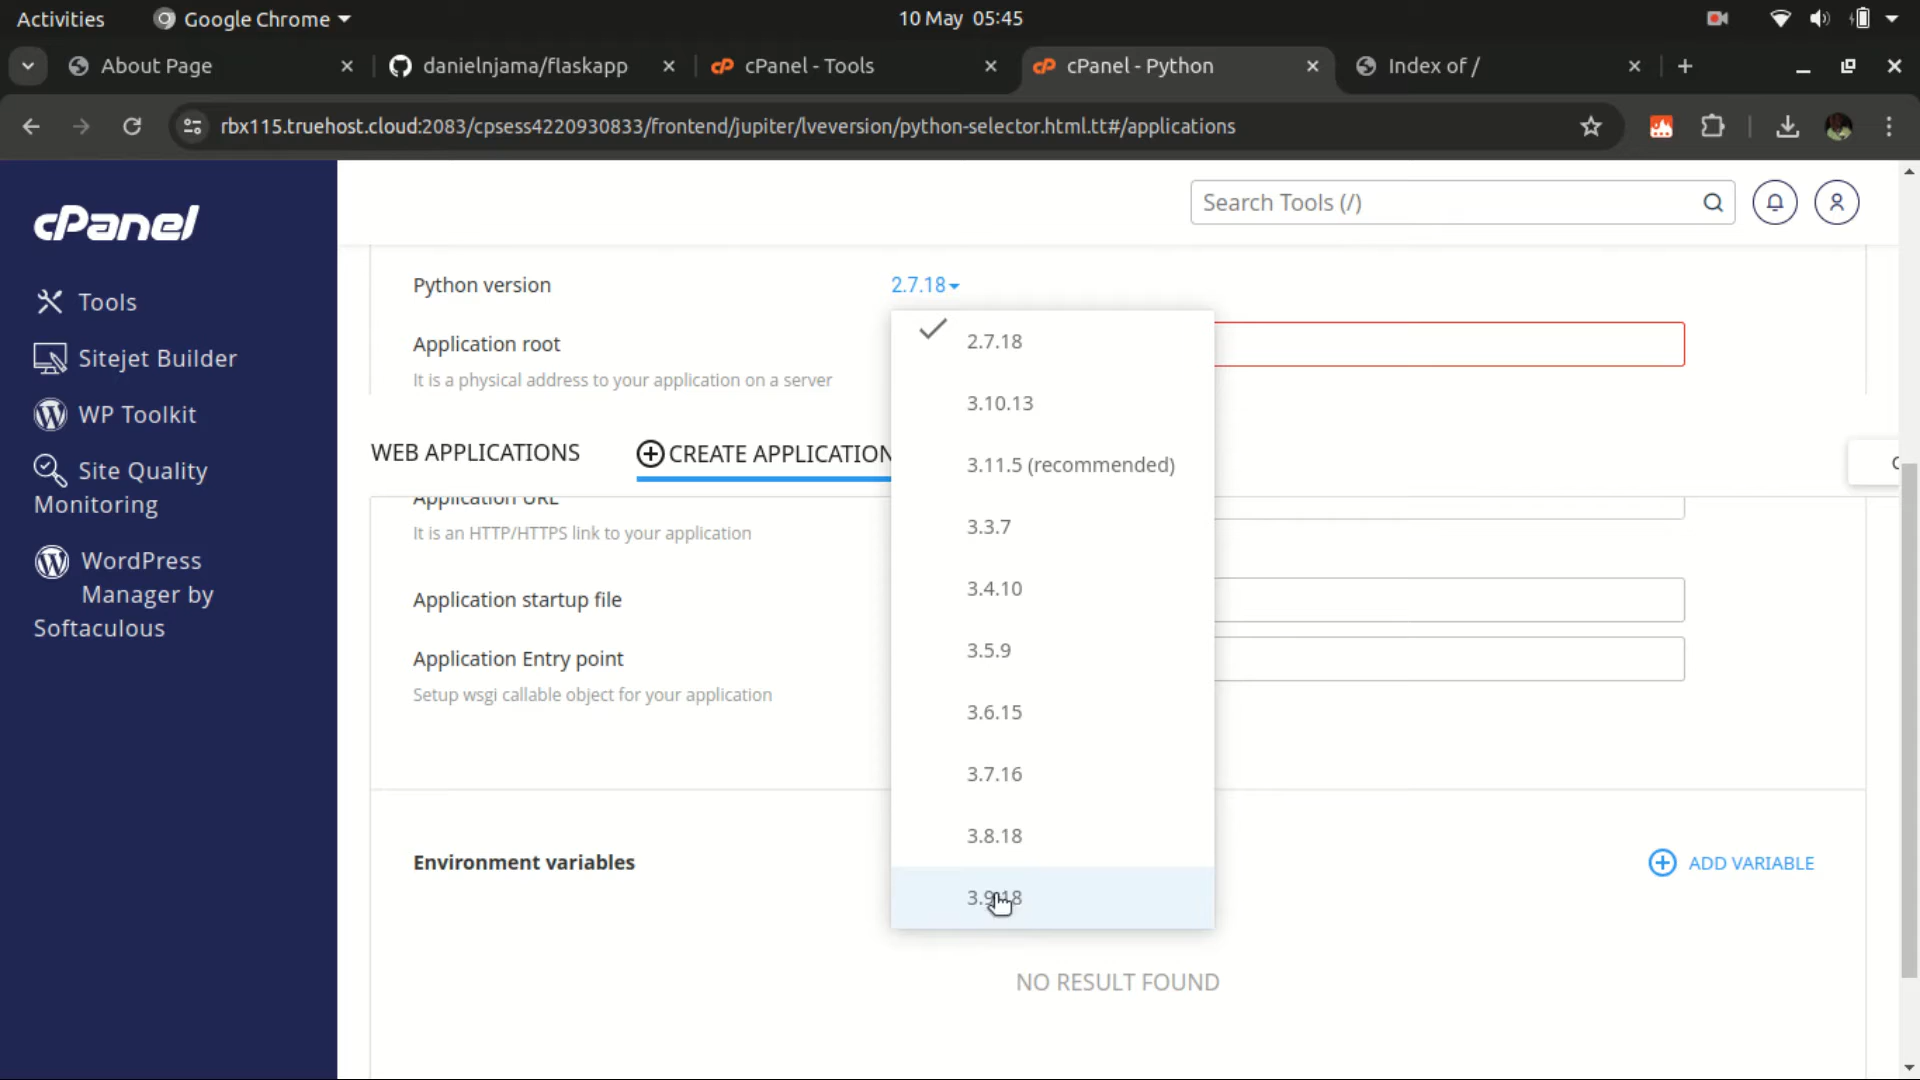 Activities
Google Chrome
10 May 05:45
About Page
danielnjama/flaskapp
cPanel - Tools
cPanel - Python
Index of /
rbx115.truehost.cloud:2083/cpsess4220930833/frontend/jupiter/lveversion/python-selector.html.tt#/applications
cPanel
Search Tools (/)
Tools
Sitejet Builder
WP Toolkit
Site Quality
Monitoring
WordPress
Manager by
Softaculous
Python version
2.7.18
Application root
It is a physical address to your application on a server
WEB APPLICATIONS
CREATE APPLICATION
Application URL
It is an HTTP/HTTPS link to your application
Application startup file
Application Entry point
Setup wsgi callable object for your application
2.7.18
3.10.13
3.11.5 (recommended)
3.3.7
3.4.10
3.5.9
3.6.15
3.7.16
3.8.18
3.9.18
Environment variables
ADD VARIABLE
NO RESULT FOUND